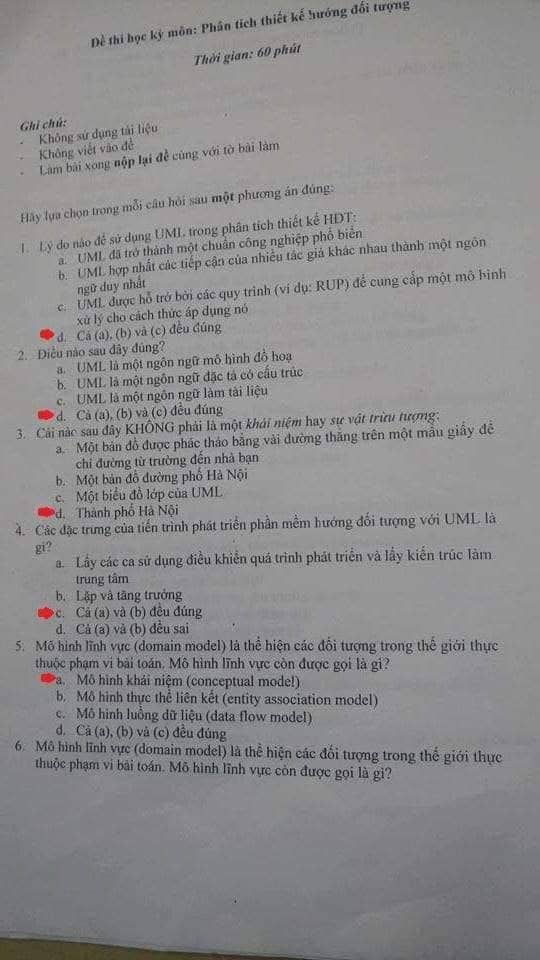 Đề thi học kỳ môn: Phân tích thiết kế hướng đối tượng
Thời gian: 60 phút
Ghi chú:
- Không sử dụng tài liệu
- Không viết vào đề
- Làm bài xong nộp lại đề cùng với tờ bài làm
Hãy lựa chọn trong mỗi câu hỏi sau một phương án đúng:
1. Lý do nào để sử dụng UML trong phân tích thiết kế HĐT:
a. UML đã trở thành một chuẩn công nghiệp phổ biến
b. UML hợp nhất các tiếp cận của nhiều tác giả khác nhau thành một ngôn
ngữ duy nhất
c. UML được hỗ trợ bởi các quy trình (ví dụ: RUP) để cung cấp một mô hình
xử lý cho cách thức áp dụng nó
d. Cả (a), (b) và (c) đều đúng
2. Điều nào sau đây đúng?
a. UML là một ngôn ngữ mô hình đồ hoạ
b. UML là một ngôn ngữ đặc tả có cấu trúc
c. UML là một ngôn ngữ làm tài liệu
d. Cả (a), (b) và (c) đều đúng
3. Cái nào sau đây KHÔNG phải là một khái niệm hay sự vật trừu tượng:
a. Một bản đồ được phác thảo bằng vài đường thẳng trên một mẩu giấy để
chỉ đường từ trường đến nhà bạn
b. Một bản đồ đường phố Hà Nội
c. Một biểu đồ lớp của UML
d. Thành phố Hà Nội
4. Các đặc trưng của tiến trình phát triển phần mềm hướng đối tượng với UML là
gì?
a. Lấy các ca sử dụng điều khiển quá trình phát triển và lấy kiến trúc làm
trung tâm
b. Lặp và tăng trưởng
c. Cả (a) và (b) đều đúng
d. Cả (a) và (b) đều sai
5. Mô hình lĩnh vực (domain model) là thể hiện các đối tượng trong thế giới thực
thuộc phạm vi bài toán. Mô hình lĩnh vực còn được gọi là gì?
a. Mô hình khái niệm (conceptual model)
b. Mô hình thực thể liên kết (entity association model)
c. Mô hình luồng dữ liệu (data flow model)
d. Cả (a), (b) và (c) đều đúng
6. Mô hình lĩnh vực (domain model) là thể hiện các đối tượng trong thế giới thực
thuộc phạm vi bài toán. Mô hình lĩnh vực còn được gọi là gì?